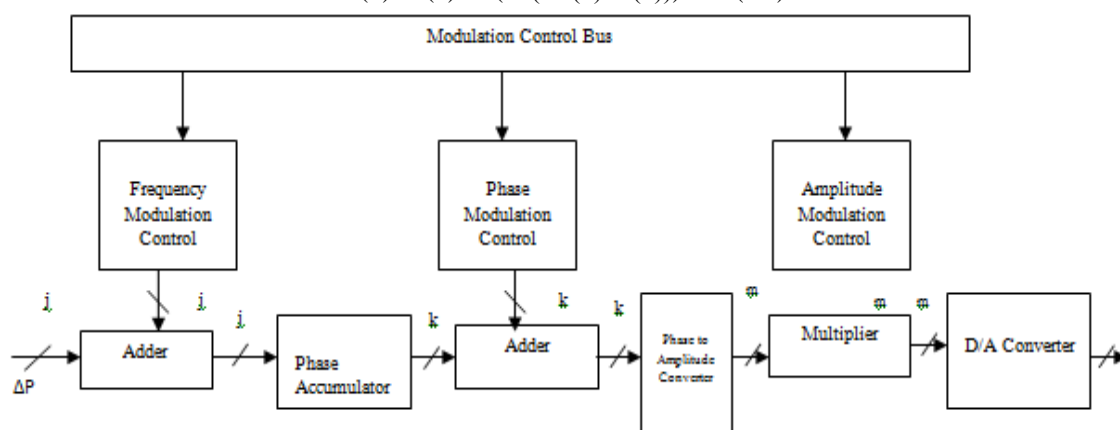 Modulation Control Bus
Frequency
Modulation
Control
Phase
Modulation
Control
Amplitude
Modulation
Control
j
j
j
k
k
k
m
m
m
ΔP
Adder
Phase
Accumulator
Adder
Phase to
Amplitude
Converter
Multiplier
D/A Converter